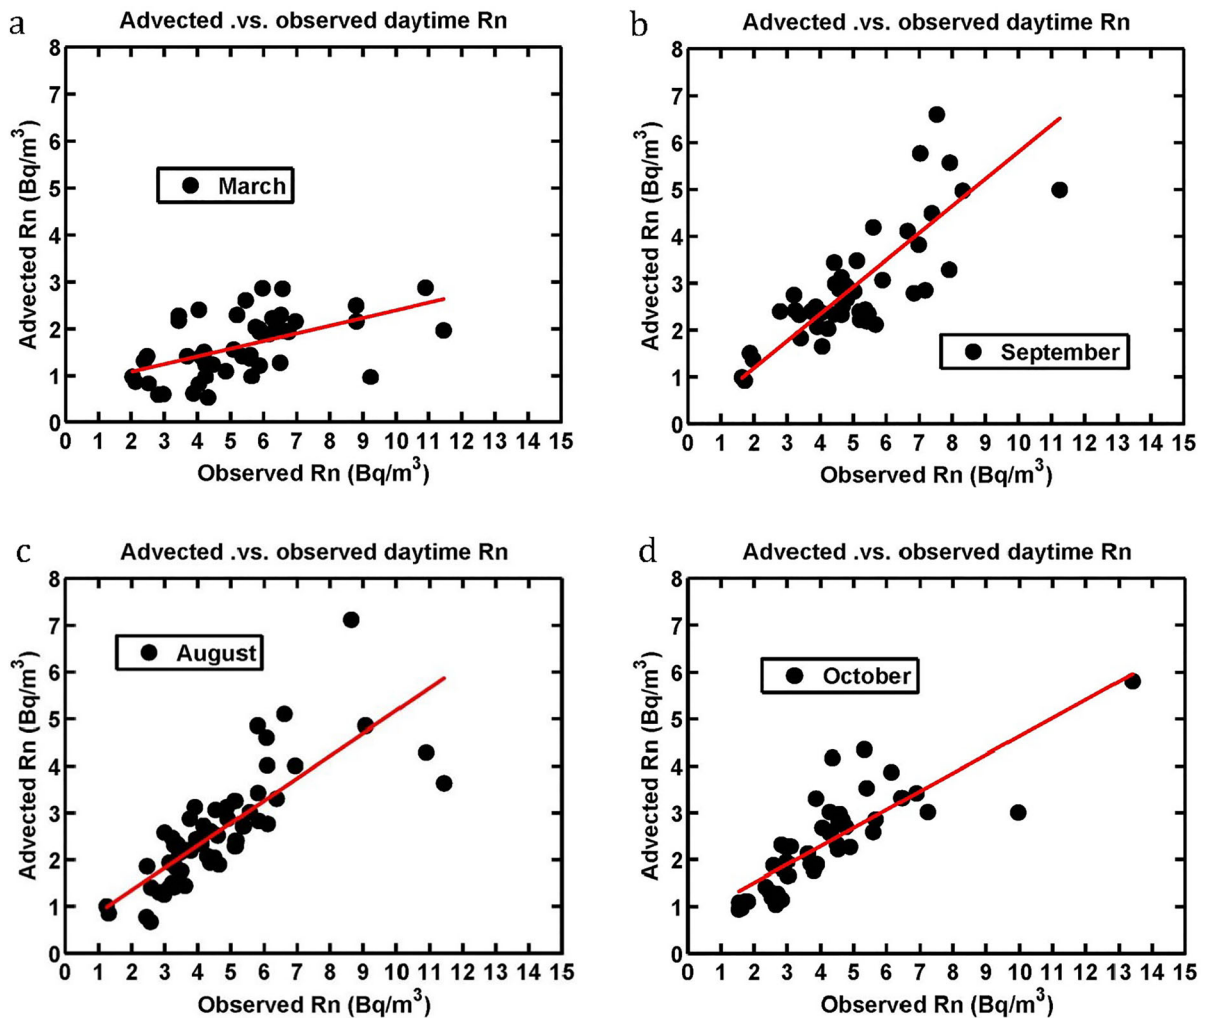 a
Advected .vs. observed daytime Rn
8
7
6
5
4
3
2
1
0
0 1 2 3 4 5 6 7 8 9 10 11 12 13 14 15
Advected Rn (Bq/m³)
Observed Rn (Bq/m³)
March
b
Advected .vs. observed daytime Rn
8
7
6
5
4
3
2
1
0
0 1 2 3 4 5 6 7 8 9 10 11 12 13 14 15
Advected Rn (Bq/m³)
Observed Rn (Bq/m³)
September
c
Advected .vs. observed daytime Rn
8
7
6
5
4
3
2
1
0
0 1 2 3 4 5 6 7 8 9 10 11 12 13 14 15
Advected Rn (Bq/m³)
Observed Rn (Bq/m³)
August
d
Advected .vs. observed daytime Rn
8
7
6
5
4
3
2
1
0
0 1 2 3 4 5 6 7 8 9 10 11 12 13 14 15
Advected Rn (Bq/m³)
Observed Rn (Bq/m³)
October